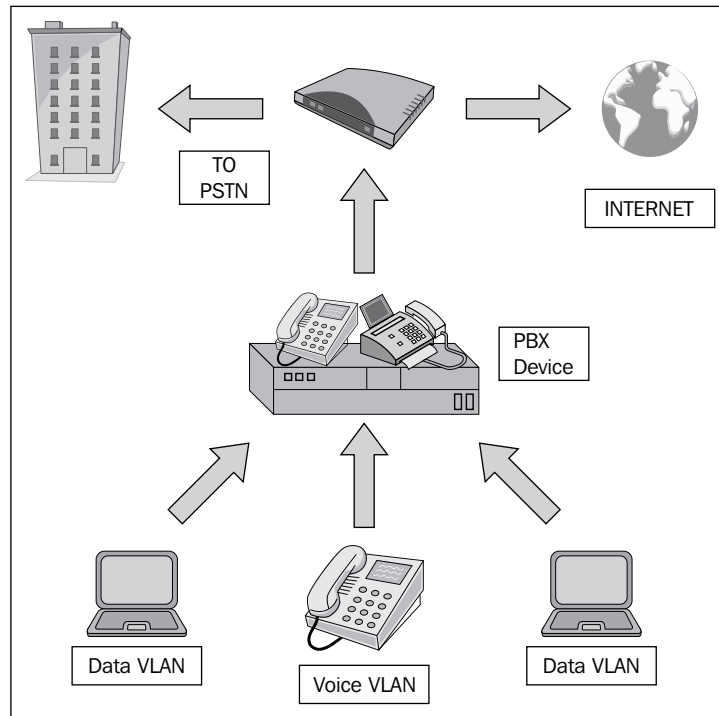 TO
PSTN
INTERNET
PBX
Device
Data VLAN
Voice VLAN
Data VLAN